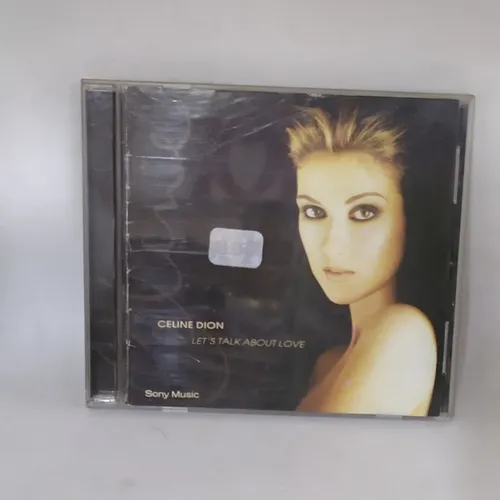 CELINE DION
LET'S TALK ABOUT LOVE
Sony Music